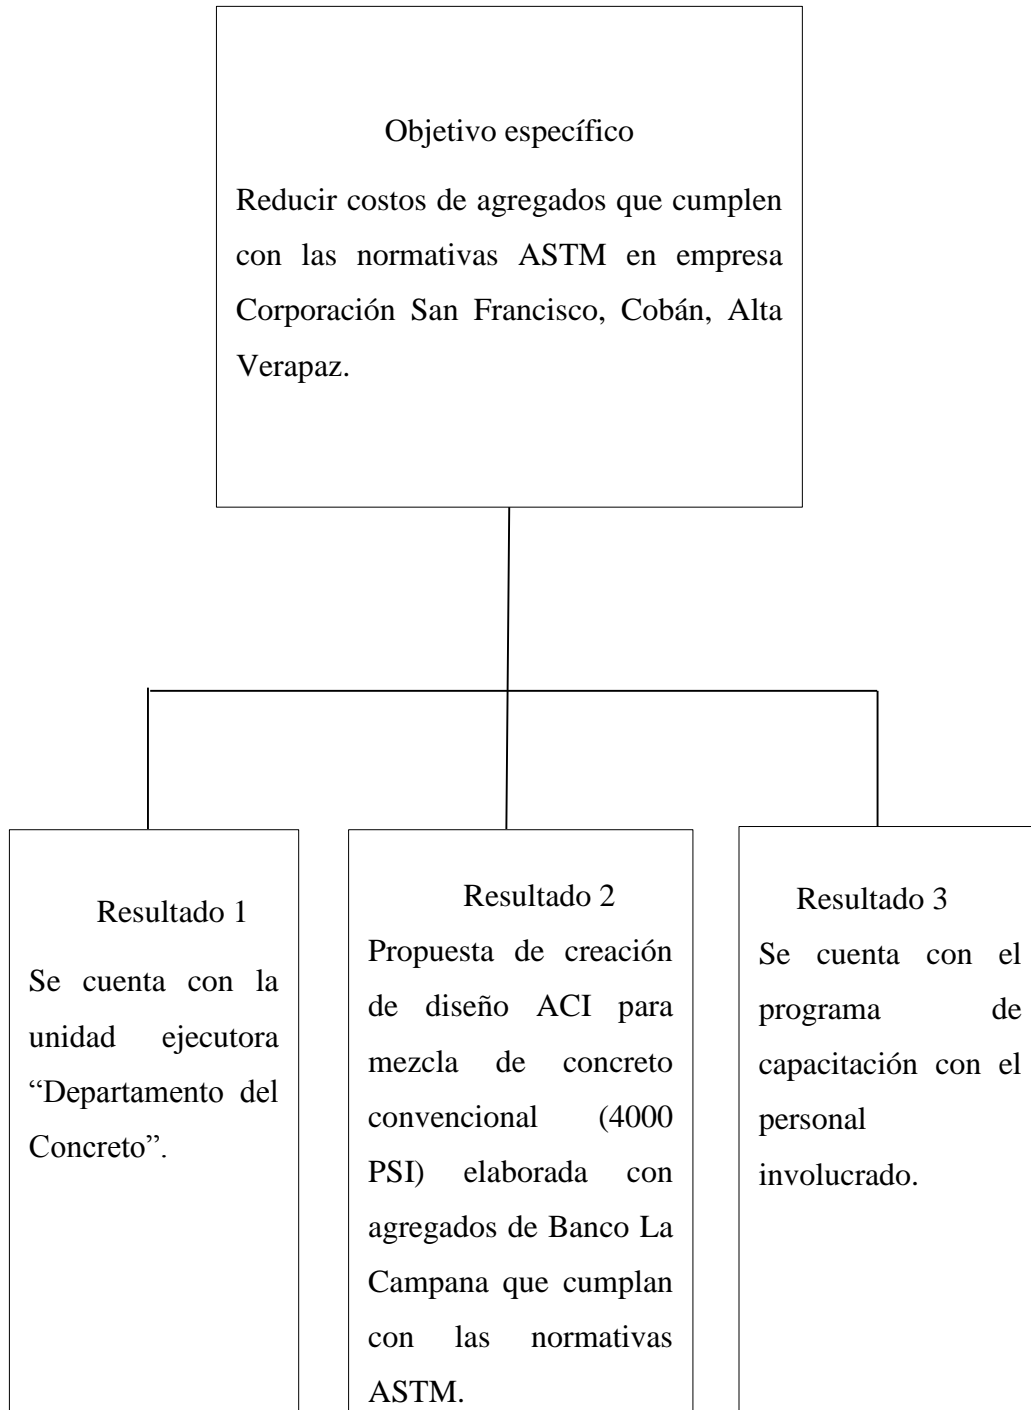 Objetivo específico
Reducir costos de agregados que cumplen
con las normativas ASTM en empresa
Corporación San Francisco, Cobán, Alta
Verapaz.
Resultado 1
Se cuenta con la
unidad ejecutora
“Departamento del
Concreto”.
Resultado 2
Propuesta de creación
de diseño ACI para
mezcla de concreto
convencional (4000
PSI) elaborada con
agregados de Banco La
Campana que cumplan
con las normativas
ASTM.
Resultado 3
Se cuenta con el
programa de
capacitación con el
personal
involucrado.